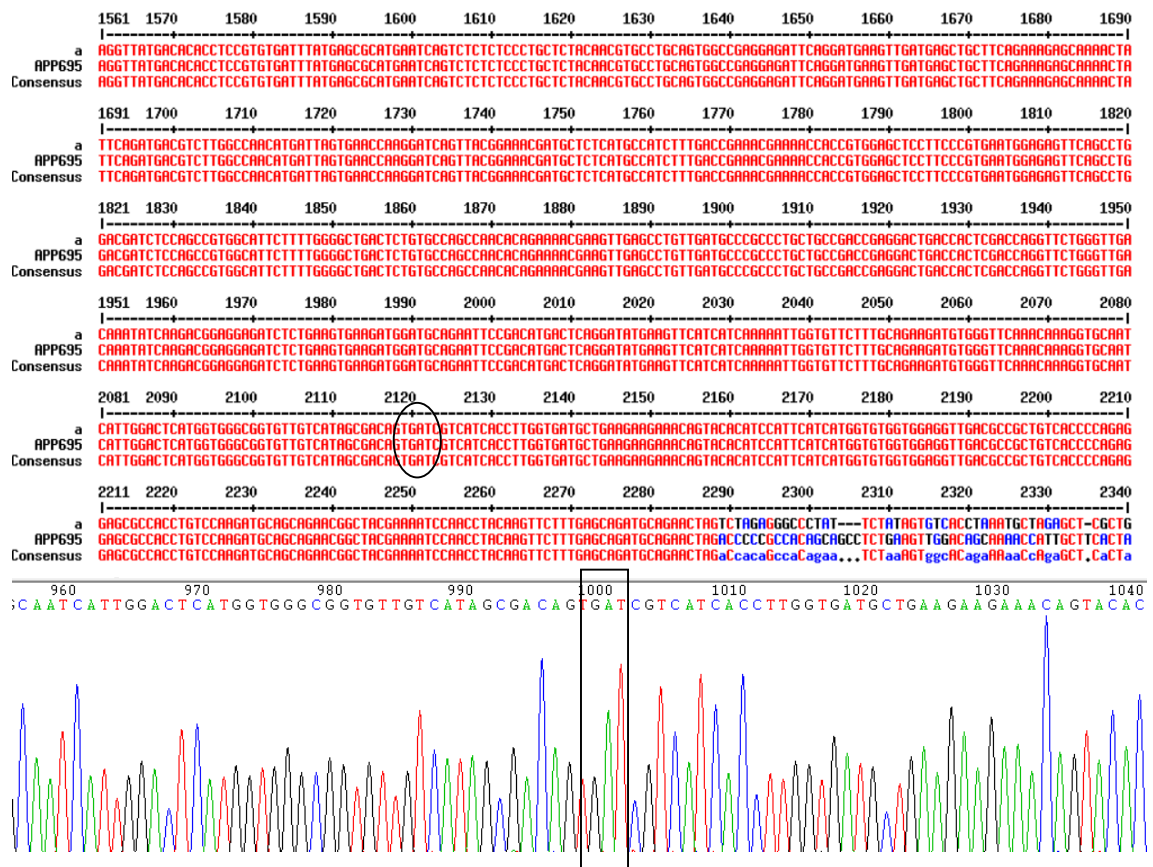 1561 1570 1580 1590 1600 1610 1620 1630 1640 1650 1660 1670 1680 1690
a AGGTTATGACACACCTCCGTGTGATTTATGAGCGCATGAATCAGTCTCTCTCCCTGCTCTACAACGTGCCTGCAGTGGCCGAGGAGATTCAGGATGAAGTTGATGAGCTGCTTCAGAAAGAGCAAAACTA
APP695 AGGTTATGACACACCTCCGTGTGATTTATGAGCGCATGAATCAGTCTCTCTCCCTGCTCTACAACGTGCCTGCAGTGGCCGAGGAGATTCAGGATGAAGTTGATGAGCTGCTTCAGAAAGAGCAAAACTA
Consensus AGGTTATGACACACCTCCGTGTGATTTATGAGCGCATGAATCAGTCTCTCTCCCTGCTCTACAACGTGCCTGCAGTGGCCGAGGAGATTCAGGATGAAGTTGATGAGCTGCTTCAGAAAGAGCAAAACTA
1691 1700 1710 1720 1730 1740 1750 1760 1770 1780 1790 1800 1810 1820
a TTCAGATGACGTCTTGGCCAACATGATTAGTGAACCAAGGATCAGTTACGGAAACGATGCTCTCATGCCATCTTTGACCGAAACGAAAACCACCGTGGAGCTCCTTCCCGTGAATGGAGAGTTCAGCCTG
APP695 TTCAGATGACGTCTTGGCCAACATGATTAGTGAACCAAGGATCAGTTACGGAAACGATGCTCTCATGCCATCTTTGACCGAAACGAAAACCACCGTGGAGCTCCTTCCCGTGAATGGAGAGTTCAGCCTG
Consensus TTCAGATGACGTCTTGGCCAACATGATTAGTGAACCAAGGATCAGTTACGGAAACGATGCTCTCATGCCATCTTTGACCGAAACGAAAACCACCGTGGAGCTCCTTCCCGTGAATGGAGAGTTCAGCCTG
1821 1830 1840 1850 1860 1870 1880 1890 1900 1910 1920 1930 1940 1950
a GACGATCTCCAGCCGTGGCATTCTTTTGGGGCTGACTCTGTGCCAGCCAACACAGAAAACGAAGTTGAGCCTGTTGATGCCCGCCCTGCTGCCGACCGAGGACTGACCACTCGACCAGGTTCTGGGTTGA
APP695 GACGATCTCCAGCCGTGGCATTCTTTTGGGGCTGACTCTGTGCCAGCCAACACAGAAAACGAAGTTGAGCCTGTTGATGCCCGCCCTGCTGCCGACCGAGGACTGACCACTCGACCAGGTTCTGGGTTGA
Consensus GACGATCTCCAGCCGTGGCATTCTTTTGGGGCTGACTCTGTGCCAGCCAACACAGAAAACGAAGTTGAGCCTGTTGATGCCCGCCCTGCTGCCGACCGAGGACTGACCACTCGACCAGGTTCTGGGTTGA
1951 1960 1970 1980 1990 2000 2010 2020 2030 2040 2050 2060 2070 2080
a CAAATATCAAGACGGAGGAGATCTCTGAAGTGAAGATGGATGCAGAATTCCGACATGACTCAGGATATGAAGTTCATCATCAAAAATTGGTGTTCTTTGCAGAAGATGTGGGTTCAAACAAAGGTGCAAT
APP695 CAAATATCAAGACGGAGGAGATCTCTGAAGTGAAGATGGATGCAGAATTCCGACATGACTCAGGATATGAAGTTCATCATCAAAAATTGGTGTTCTTTGCAGAAGATGTGGGTTCAAACAAAGGTGCAAT
Consensus CAAATATCAAGACGGAGGAGATCTCTGAAGTGAAGATGGATGCAGAATTCCGACATGACTCAGGATATGAAGTTCATCATCAAAAATTGGTGTTCTTTGCAGAAGATGTGGGTTCAAACAAAGGTGCAAT
2081 2090 2100 2110 2120 2130 2140 2150 2160 2170 2180 2190 2200 2210
a CATTGGACTCATGGTGGGCGGTGTTGTCATAGCGACAGTGATCGTCATCACCTTGGTGATGCTGAAGAAGAAACAGTACACATCCATTCATCATGGTGTGGTGGAGGTTGACGCCGCTGTCACCCCAGAG
APP695 CATTGGACTCATGGTGGGCGGTGTTGTCATAGCGACAGTGATCGTCATCACCTTGGTGATGCTGAAGAAGAAACAGTACACATCCATTCATCATGGTGTGGTGGAGGTTGACGCCGCTGTCACCCCAGAG
Consensus CATTGGACTCATGGTGGGCGGTGTTGTCATAGCGACAGTGATCGTCATCACCTTGGTGATGCTGAAGAAGAAACAGTACACATCCATTCATCATGGTGTGGTGGAGGTTGACGCCGCTGTCACCCCAGAG
2211 2220 2230 2240 2250 2260 2270 2280 2290 2300 2310 2320 2330 2340
a GAGCGCCACCTGTCCAAGATGCAGCAGAACGGCTACGAAAATCCAACCTACAAGTTCTTTGAGCAGATGCAGAACTAGTCTAGAGGGCCCTAT---TCTATAGTGTCACCTAAATGCTAGAGCT-CGCTG
APP695 GAGCGCCACCTGTCCAAGATGCAGCAGAACGGCTACGAAAATCCAACCTACAAGTTCTTTGAGCAGATGCAGAACTAGACCCCCGCCACAGCAGCCTCTGAAGTTGGACAGCAAAACCATTGCTTCACTA
Consensus GAGCGCCACCTGTCCAAGATGCAGCAGAACGGCTACGAAAATCCAACCTACAAGTTCTTTGAGCAGATGCAGAACTAGaCcacaGccaCagaa...TCTaaAGTggcACagaAAaaCcAgaGCT.CaCTa
960 970 980 990 1000 1010 1020 1030 1040
G C A A T C A T T G G A C T C A T G G T G G G C G G T G T T G T C A T A G C G A C A G T G A T C G T C A T C A C C T T G G T G A T G C T G A A G A A G A A A C A G T A C A C